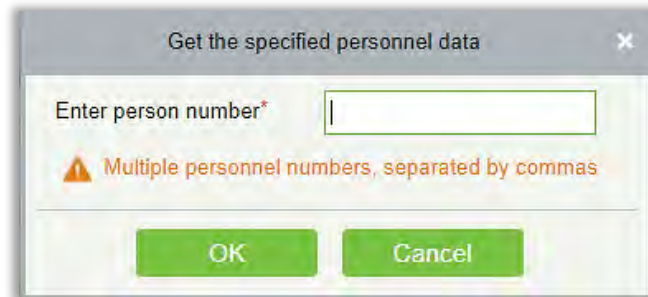 Get the specified personnel data
Enter person number*
Multiple personnel numbers, separated by commas
OK Cancel